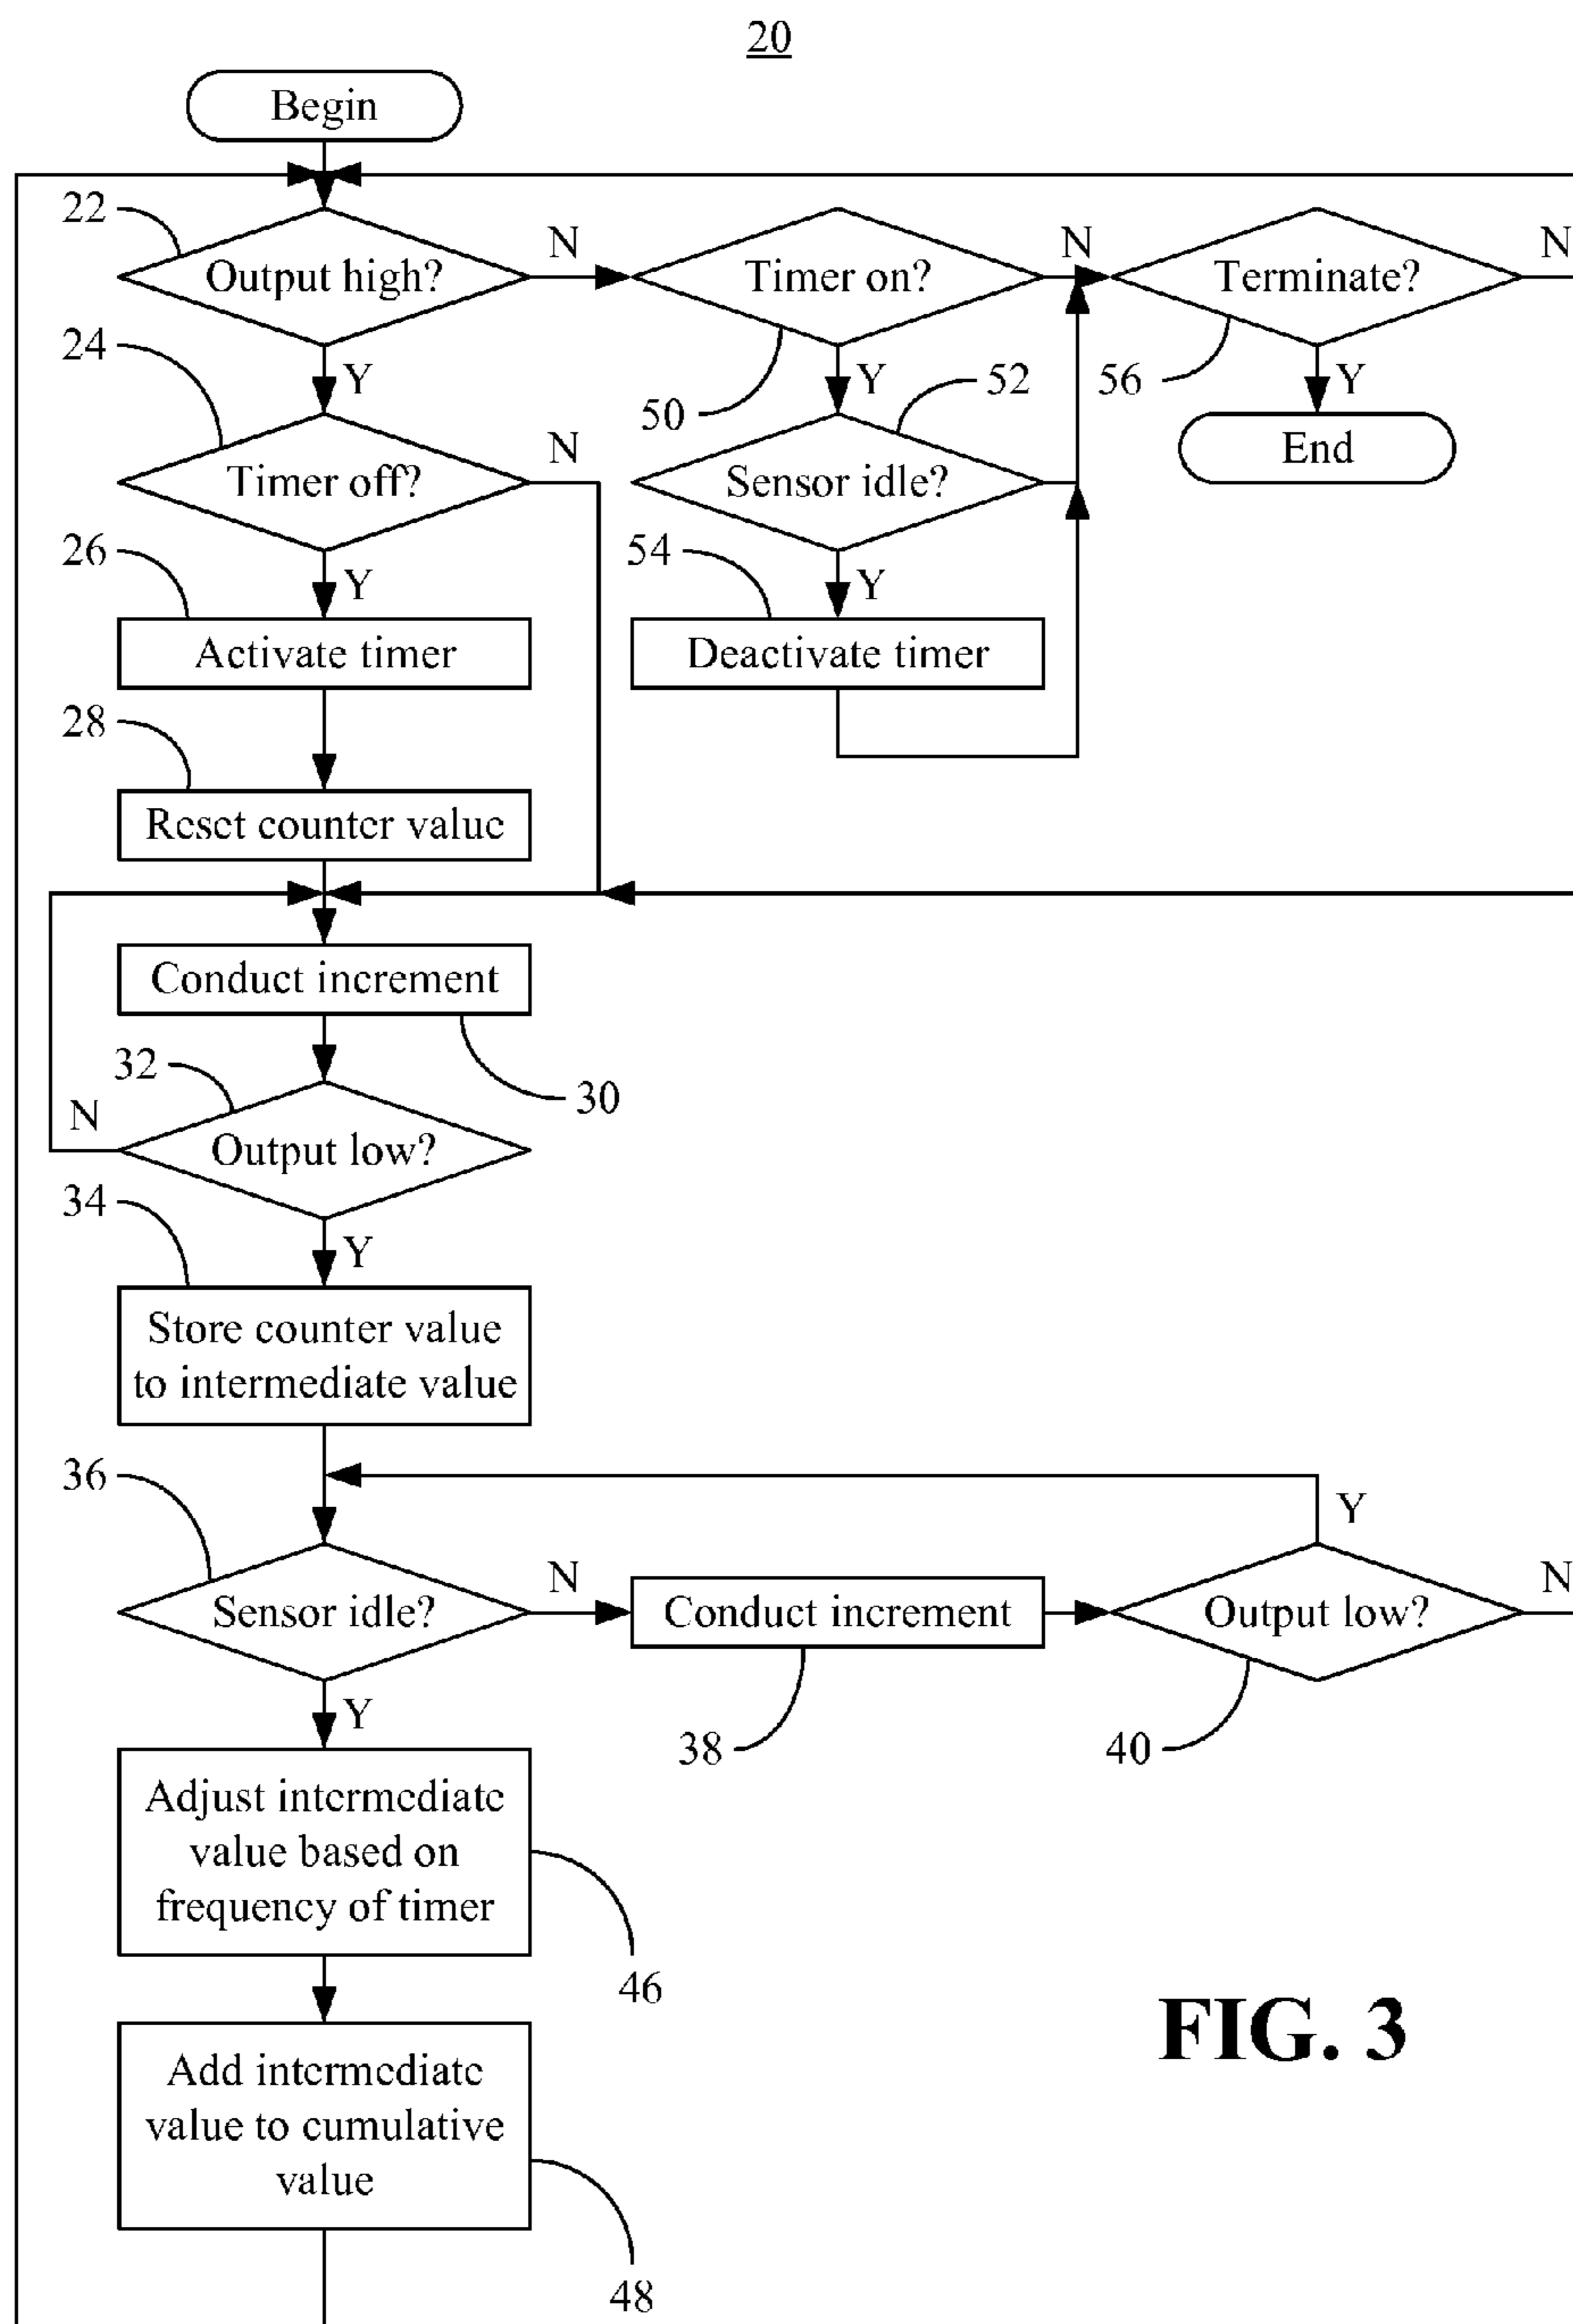 20
Begin
22
Output high?
N
Timer on?
N
Terminate?
N
24
Y
50
Y
52
56
Y
Timer off?
N
Sensor idle?
End
26
Y
54
Y
Activate timer
Deactivate timer
28
Reset counter value
Conduct increment
30
32
N
Output low?
34
Y
Store counter value
to intermediate value
36
Y
Sensor idle?
N
Conduct increment
Output low?
N
Y
38
40
Adjust intermediate
value based on
frequency of timer
46
Add intermediate
value to cumulative
value
48
FIG. 3